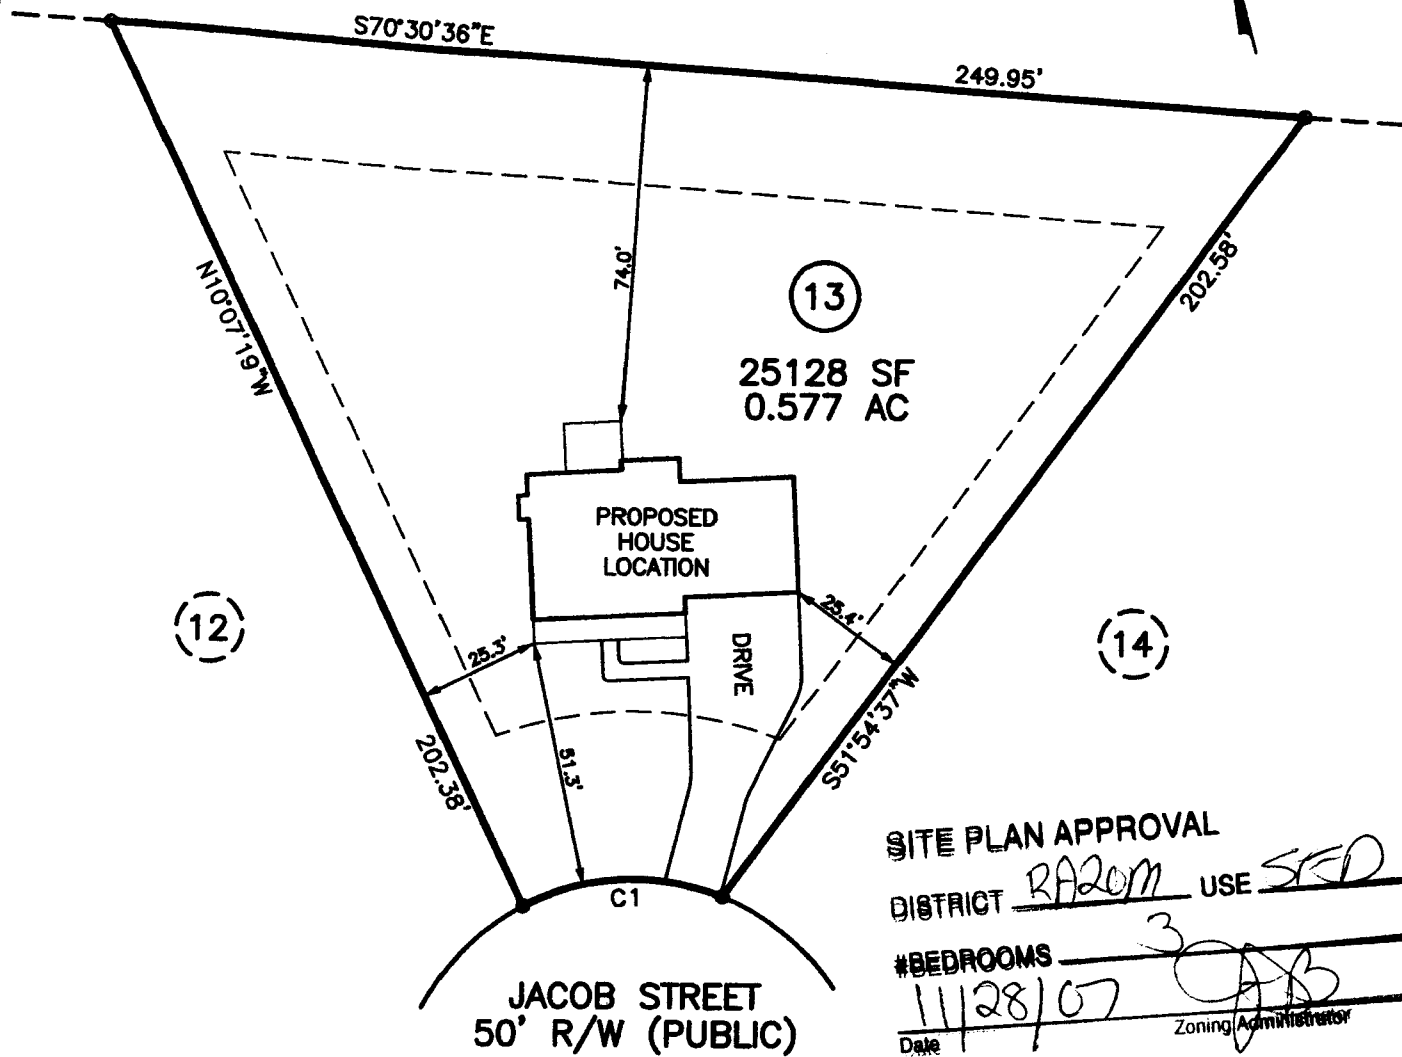 S70°30'36"E
249.95'
N10°07'19"W
74.0'
202.58'
13
25128 SF
0.577 AC
PROPOSED
HOUSE
LOCATION
12
25.3'
25.4'
14
DRIVE
S51°54'37"W
202.38'
51.3'
C1
JACOB STREET
50' R/W (PUBLIC)
SITE PLAN APPROVAL
DISTRICT RA20M USE SFD
#BEDROOMS 3
11/28/07
Date
Zoning Administrator